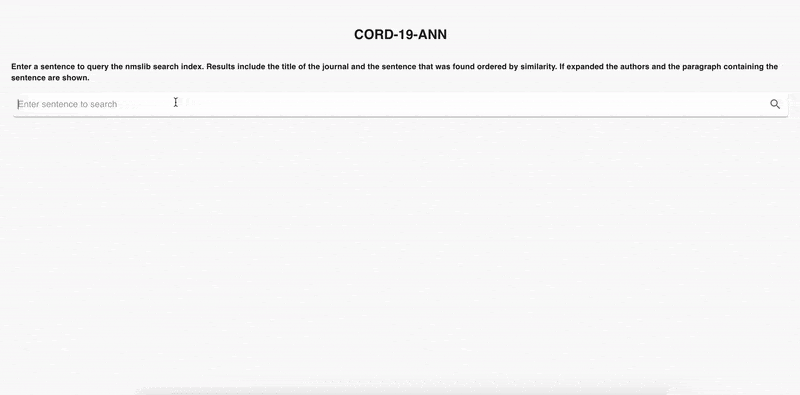 CORD-19-ANN
Enter a sentence to query the nmslib search index. Results include the title of the journal and the sentence that was found ordered by similarity. If expanded the authors and the paragraph containing the
sentence are shown.
Enter sentence to search